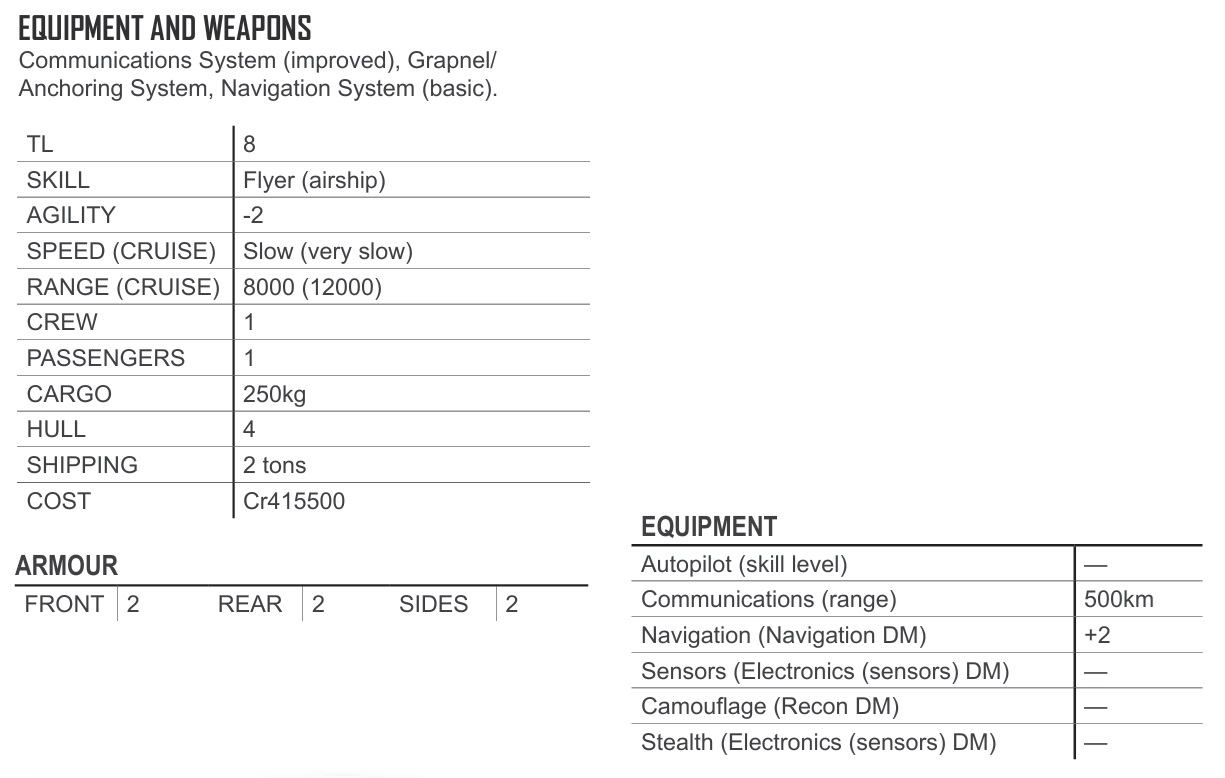 EQUIPMENT AND WEAPONS
Communications System (improved), Grapnel/
Anchoring System, Navigation System (basic).
TL 8
SKILL Flyer (airship)
AGILITY -2
SPEED (CRUISE) Slow (very slow)
RANGE (CRUISE) 8000 (12000)
CREW 1
PASSENGERS 1
CARGO 250kg
HULL 4
SHIPPING 2 tons
COST Cr415500
ARMOUR
FRONT 2 REAR 2 SIDES 2
EQUIPMENT
Autopilot (skill level) —
Communications (range) 500km
Navigation (Navigation DM) +2
Sensors (Electronics (sensors) DM) —
Camouflage (Recon DM) —
Stealth (Electronics (sensors) DM) —